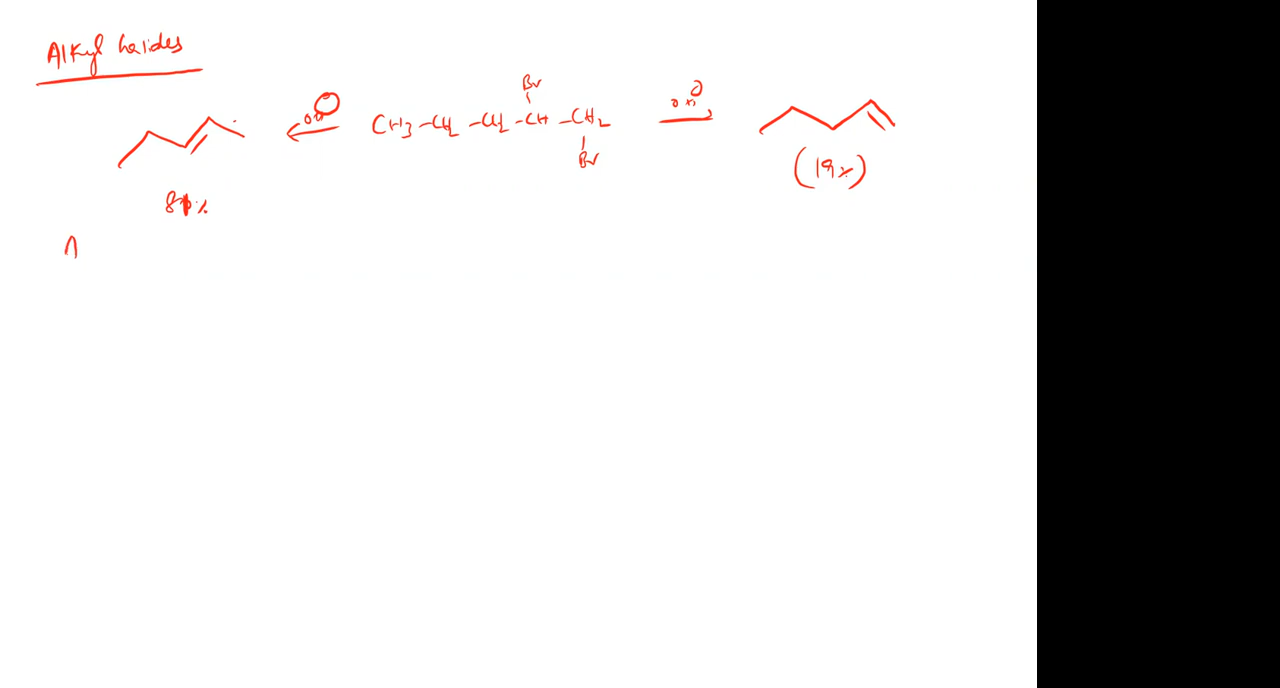 Alkyl halides
OH⊖ CH3-CH2-CH2-CH-CH2 OH⊖
Br
Br
81%
(19%)